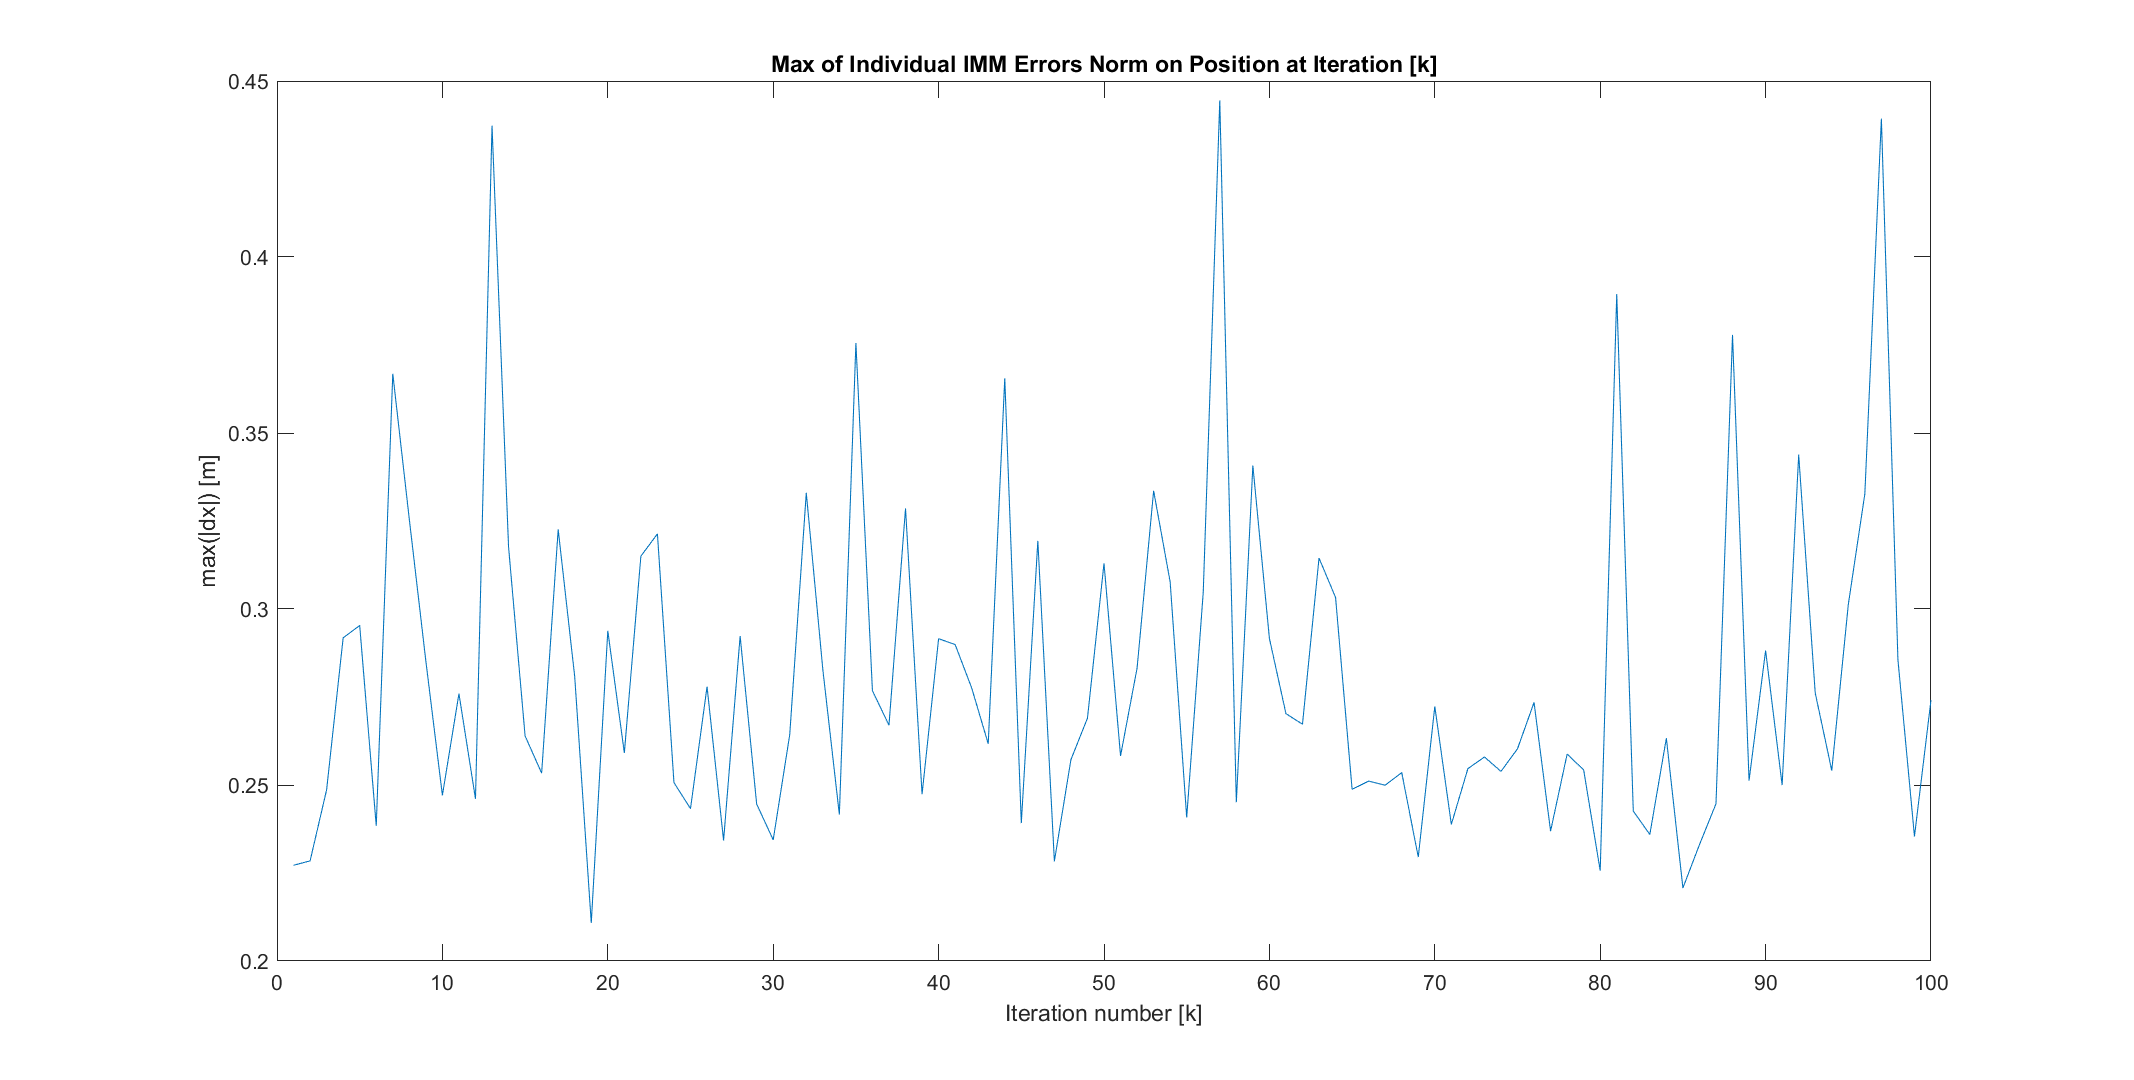 Max of Individual IMM Errors Norm on Position at Iteration [k]
0.45
0.4
0.35
0.3
0.25
0.2
max(|dx|) [m]
0 10 20 30 40 50 60 70 80 90 100
Iteration number [k]